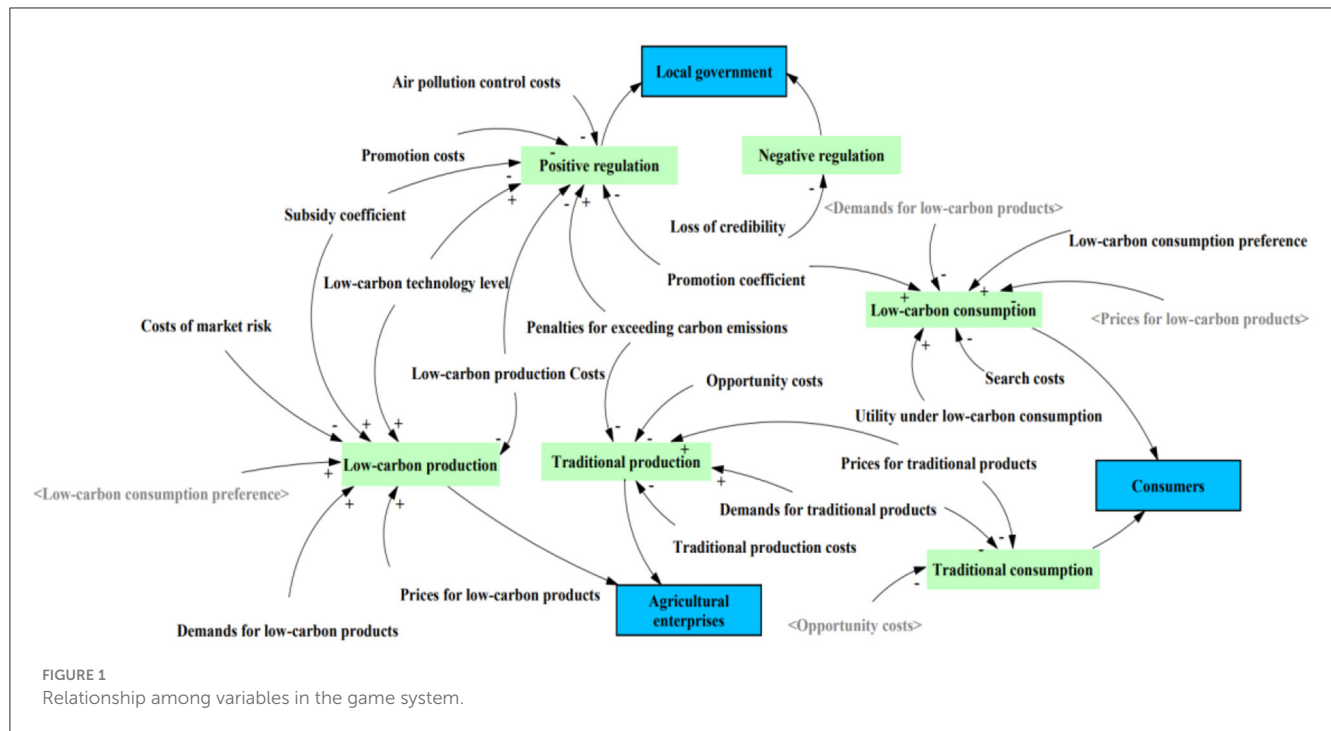 Local government
Air pollution control costs
-
-
Promotion costs
Positive regulation
-
+
-
+
-
Negative regulation
-
<Demands for low-carbon products>
Subsidy coefficient
Loss of credibility
Low-carbon consumption preference
Low-carbon technology level
Promotion coefficient
-
+
+
-
Low-carbon consumption
<Prices for low-carbon products>
Costs of market risk
Penalties for exceeding carbon emissions
+
-
Low-carbon production Costs
Opportunity costs
Search costs
Utility under low-carbon consumption
-
+
+
-
-
-
+
Low-carbon production
Traditional production
Prices for traditional products
Consumers
+
<Low-carbon consumption preference>
+
+
-
+
Demands for traditional products
Traditional production costs
-
-
Traditional consumption
-
Prices for low-carbon products
Agricultural
enterprises
Demands for low-carbon products
<Opportunity costs>
FIGURE 1
Relationship among variables in the game system.